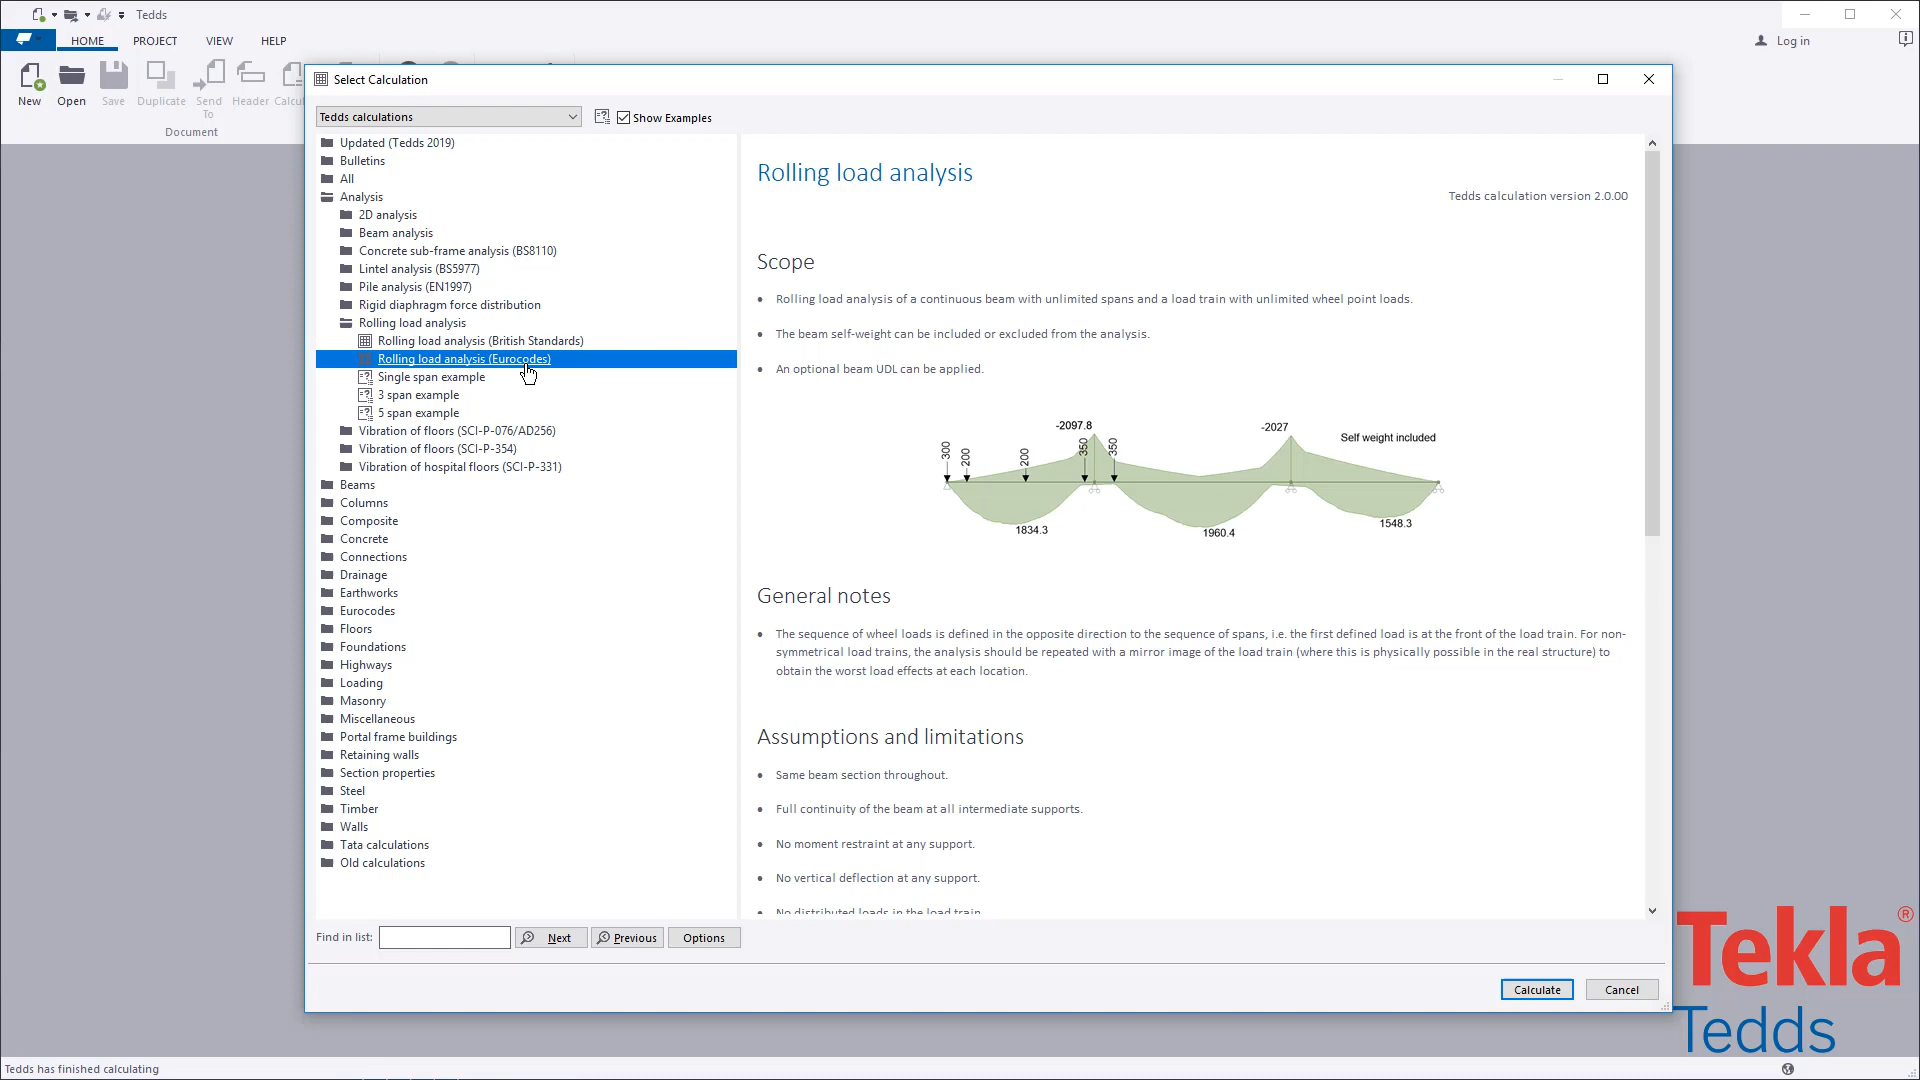 Tedds
HOME
PROJECT
VIEW
HELP
Log in
New
Open
Save
Duplicate
Send
To
Header
Document
Select Calculation
Tedds calculations
Show Examples
Updated (Tedds 2019)
Bulletins
All
Analysis
2D analysis
Beam analysis
Concrete sub-frame analysis (BS8110)
Lintel analysis (BS5977)
Pile analysis (EN1997)
Rigid diaphragm force distribution
Rolling load analysis
Rolling load analysis (British Standards)
Rolling load analysis (Eurocodes)
Single span example
3 span example
5 span example
Vibration of floors (SCI-P-076/AD256)
Vibration of floors (SCI-P-354)
Vibration of hospital floors (SCI-P-331)
Beams
Columns
Composite
Concrete
Connections
Drainage
Earthworks
Eurocodes
Floors
Foundations
Highways
Loading
Masonry
Miscellaneous
Portal frame buildings
Retaining walls
Section properties
Steel
Timber
Walls
Tata calculations
Old calculations
Rolling load analysis
Tedds calculation version 2.0.00
Scope
• Rolling load analysis of a continuous beam with unlimited spans and a load train with unlimited wheel point loads.
• The beam self-weight can be included or excluded from the analysis.
• An optional beam UDL can be applied.
-2097.8
-2027
Self weight included
300
200
200
350
350
1834.3
1960.4
1548.3
General notes
• The sequence of wheel loads is defined in the opposite direction to the sequence of spans, i.e. the first defined load is at the front of the load train. For non-
symmetrical load trains, the analysis should be repeated with a mirror image of the load train (where this is physically possible in the real structure) to
obtain the worst load effects at each location.
Assumptions and limitations
• Same beam section throughout.
• Full continuity of the beam at all intermediate supports.
• No moment restraint at any support.
• No vertical deflection at any support.
• No distributed loads in the load train.
Find in list:
Next
Previous
Options
Calculate
Cancel
Tekla®
Tedds
Tedds has finished calculating